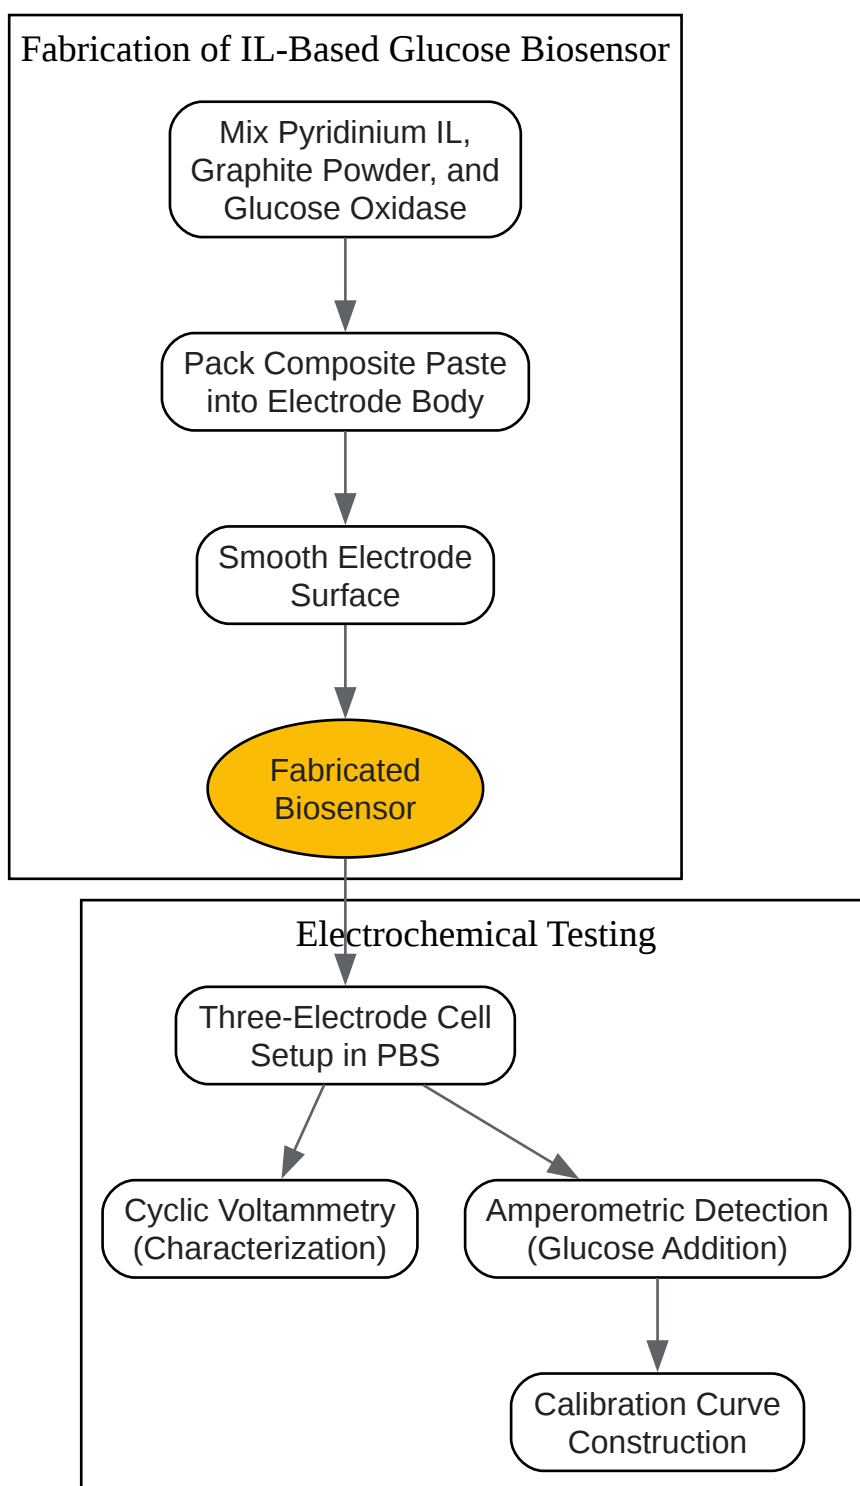 Fabrication of IL-Based Glucose Biosensor
Mix Pyridinium IL,
Graphite Powder, and
Glucose Oxidase
Pack Composite Paste
into Electrode Body
Smooth Electrode
Surface
Fabricated
Biosensor
Electrochemical Testing
Three-Electrode Cell
Setup in PBS
Cyclic Voltammetry
(Characterization)
Amperometric Detection
(Glucose Addition)
Calibration Curve
Construction